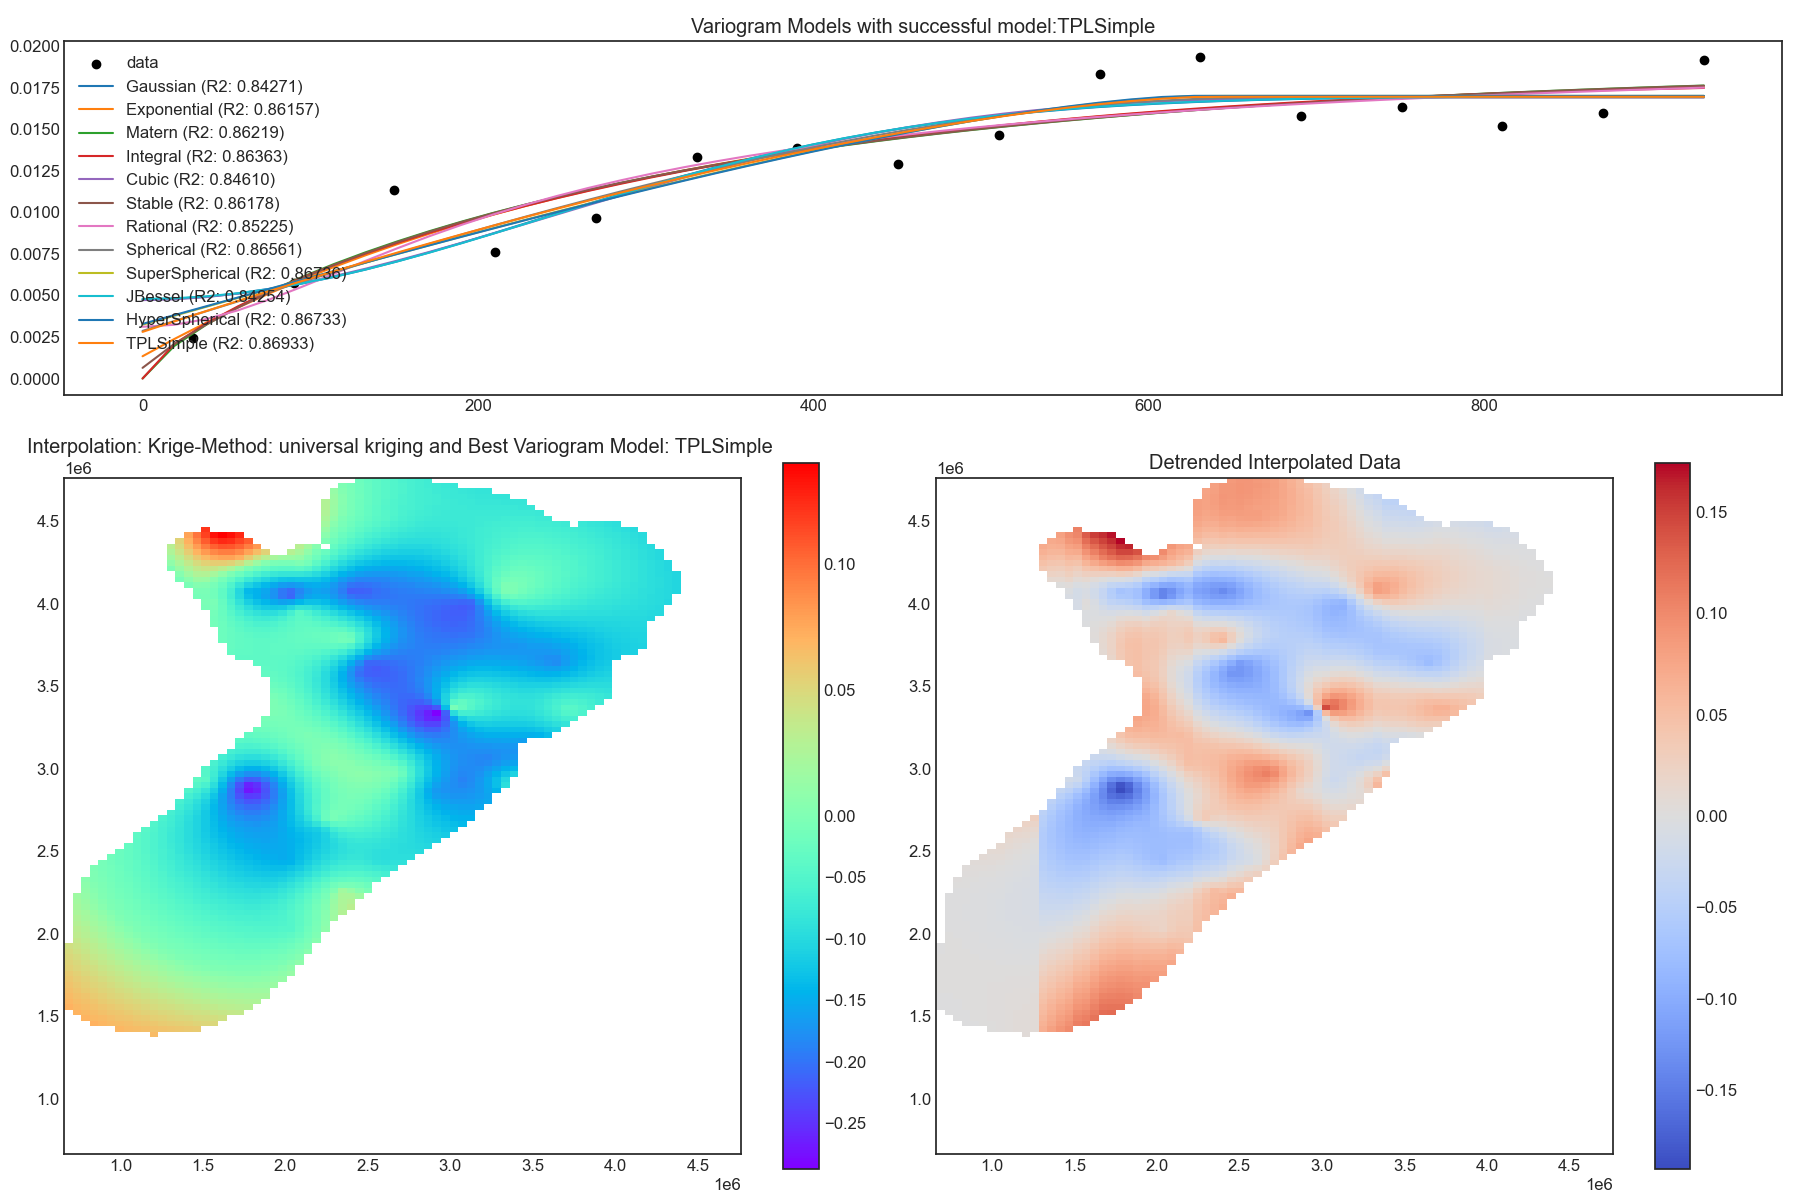 Variogram Models with successful model:TPLSimple
0.0200
0.0175
0.0150
0.0125
0.0100
0.0075
0.0050
0.0025
0.0000
data
Gaussian (R2: 0.84271)
Exponential (R2: 0.86157)
Matern (R2: 0.86219)
Integral (R2: 0.86363)
Cubic (R2: 0.84610)
Stable (R2: 0.86178)
Rational (R2: 0.85225)
Spherical (R2: 0.86561)
SuperSpherical (R2: 0.86736)
JBessel (R2: 0.84254)
HyperSpherical (R2: 0.86733)
TPLSimple (R2: 0.86933)
0 200 400 600 800
Interpolation: Krige-Method: universal kriging and Best Variogram Model: TPLSimple
1e6
4.5
4.0
3.5
3.0
2.5
2.0
1.5
1.0
1.0 1.5 2.0 2.5 3.0 3.5 4.0 4.5
1e6
0.10
0.05
0.00
−0.05
−0.10
−0.15
−0.20
−0.25
Detrended Interpolated Data
1e6
4.5
4.0
3.5
3.0
2.5
2.0
1.5
1.0
1.0 1.5 2.0 2.5 3.0 3.5 4.0 4.5
1e6
0.15
0.10
0.05
0.00
−0.05
−0.10
−0.15